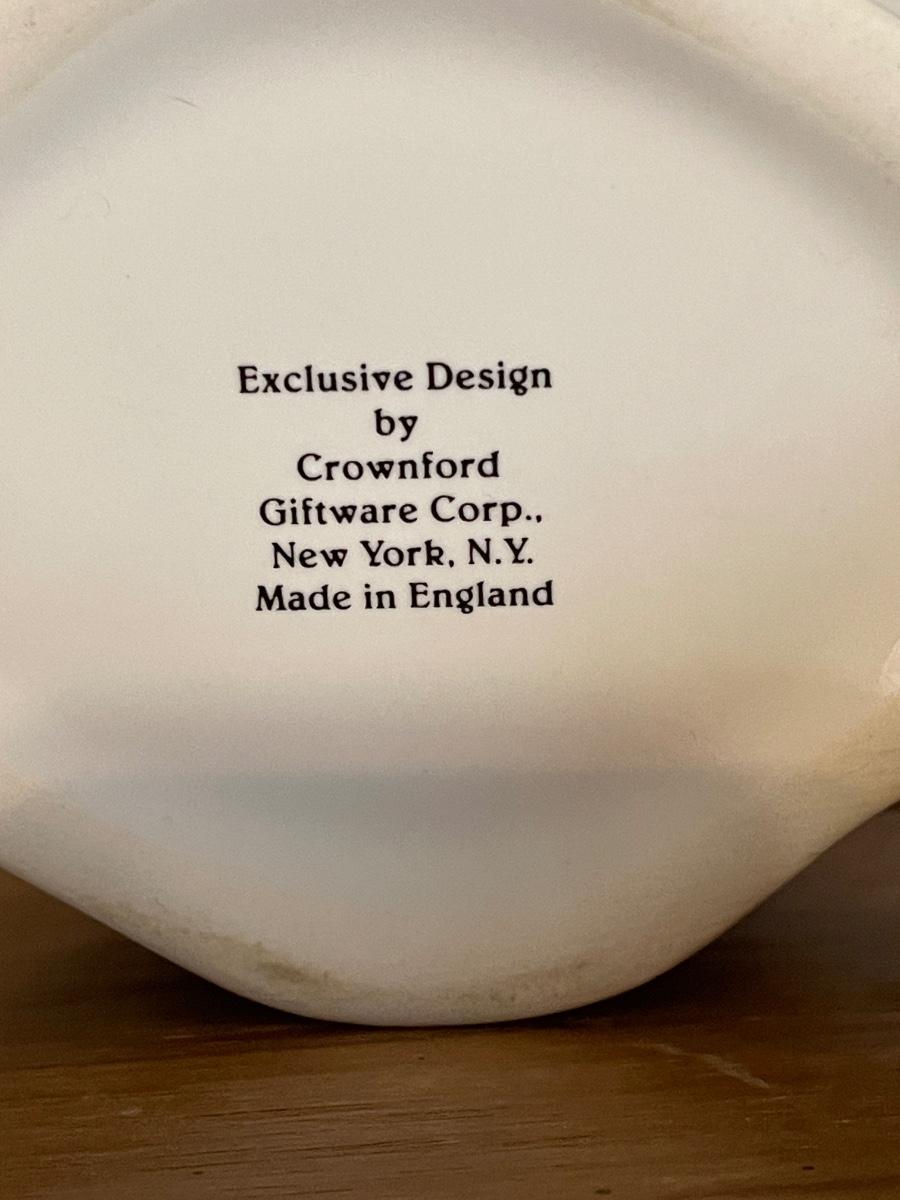 Exclusive Design
by
Crownford
Giftware Corp.,
New York, N.Y.
Made in England